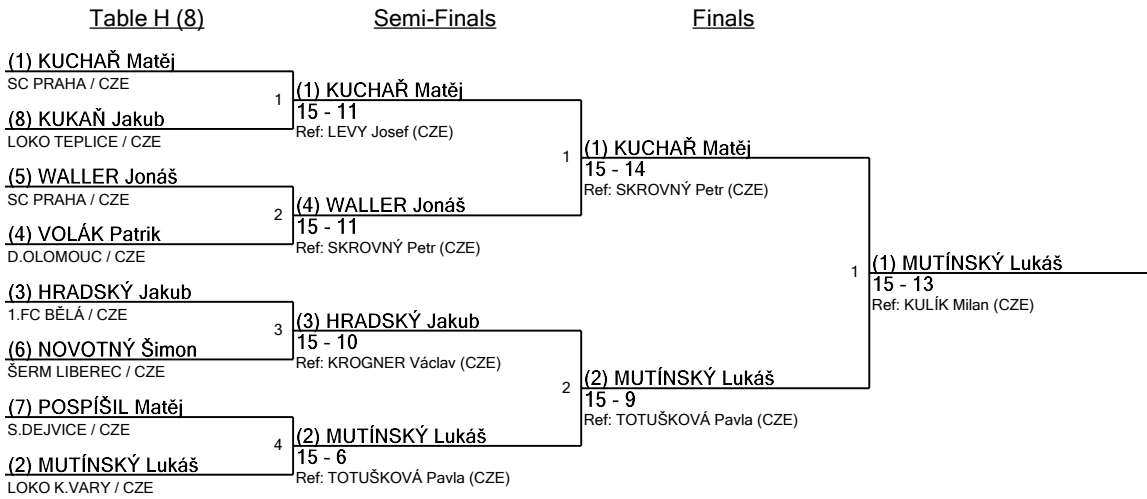 Table H (8)
Semi-Finals
Finals
(1) KUCHAŘ Matěj
SC PRAHA / CZE
1
(8) KUKAŇ Jakub
LOKO TEPLICE / CZE
(5) WALLER Jonáš
SC PRAHA / CZE
2
(4) VOLÁK Patrik
D.OLOMOUC / CZE
(3) HRADSKÝ Jakub
1.FC BĚLÁ / CZE
3
(6) NOVOTNÝ Šimon
ŠERM LIBEREC / CZE
(7) POSPÍŠIL Matěj
S.DEJVICE / CZE
4
(2) MUTÍNSKÝ Lukáš
LOKO K.VARY / CZE
(1) KUCHAŘ Matěj
15 - 11
Ref: LEVY Josef (CZE)
1
(4) WALLER Jonáš
15 - 11
Ref: SKROVNÝ Petr (CZE)
(3) HRADSKÝ Jakub
15 - 10
Ref: KROGNER Václav (CZE)
2
(2) MUTÍNSKÝ Lukáš
15 - 6
Ref: TOTUŠKOVÁ Pavla (CZE)
(1) KUCHAŘ Matěj
15 - 14
Ref: SKROVNÝ Petr (CZE)
1
(2) MUTÍNSKÝ Lukáš
15 - 9
Ref: TOTUŠKOVÁ Pavla (CZE)
(1) MUTÍNSKÝ Lukáš
15 - 13
Ref: KULÍK Milan (CZE)